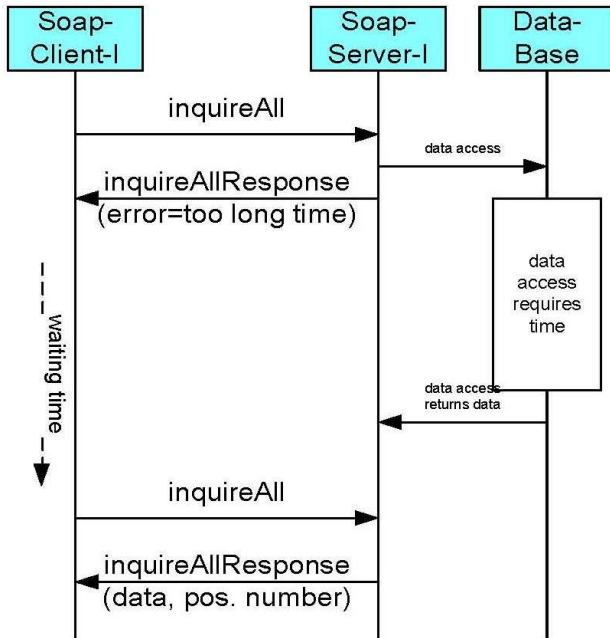 Soap-
Client-I
Soap-
Server-I
Data-
Base
inquireAll
data access
inquireAllResponse
(error=too long time)
data
access
requires
time
waiting time
data access
returns data
inquireAll
inquireAllResponse
(data, pos. number)